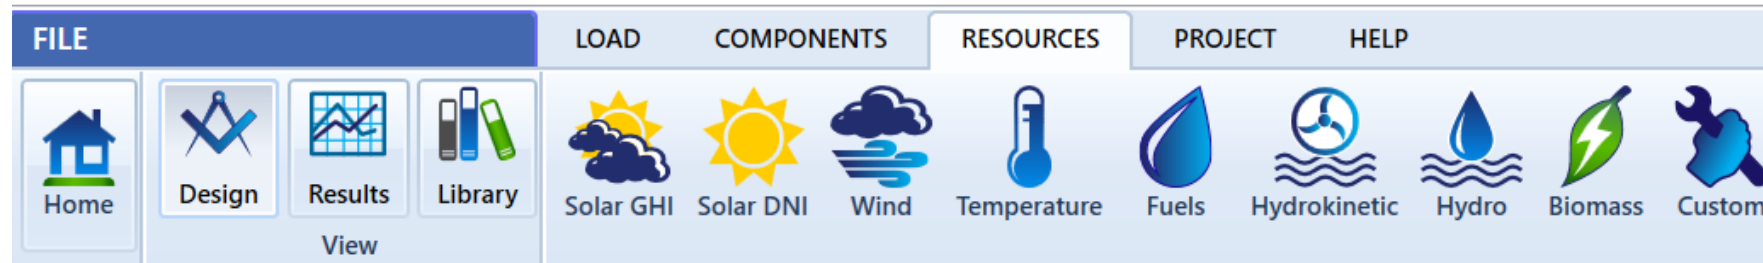 FILE LOAD COMPONENTS RESOURCES PROJECT HELP
Home Design Results Library Solar GHI Solar DNI Wind Temperature Fuels Hydrokinetic Hydro Biomass Custom
View